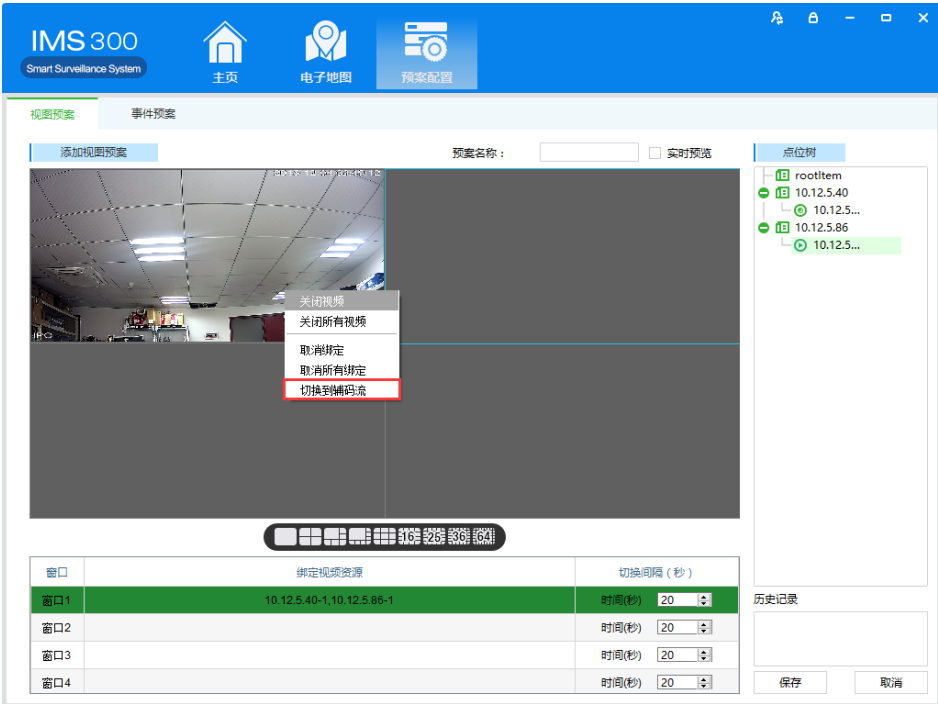 IMS 300
Smart Surveillance System
主页
电子地图
预案配置
视图预案
事件预案
添加视图预案
预案名称：
实时预览
点位树
rootItem
10.12.5.40
10.12.5...
10.12.5.86
10.12.5...
关闭视频
关闭所有视频
取消绑定
取消所有绑定
切换到辅码流
IPC
16 25 36 64
窗口 绑定视频资源 切换间隔（秒）
窗口1 10.12.5.40-1,10.12.5.86-1 时间(秒) 20
窗口2 时间(秒) 20
窗口3 时间(秒) 20
窗口4 时间(秒) 20
历史记录
保存 取消